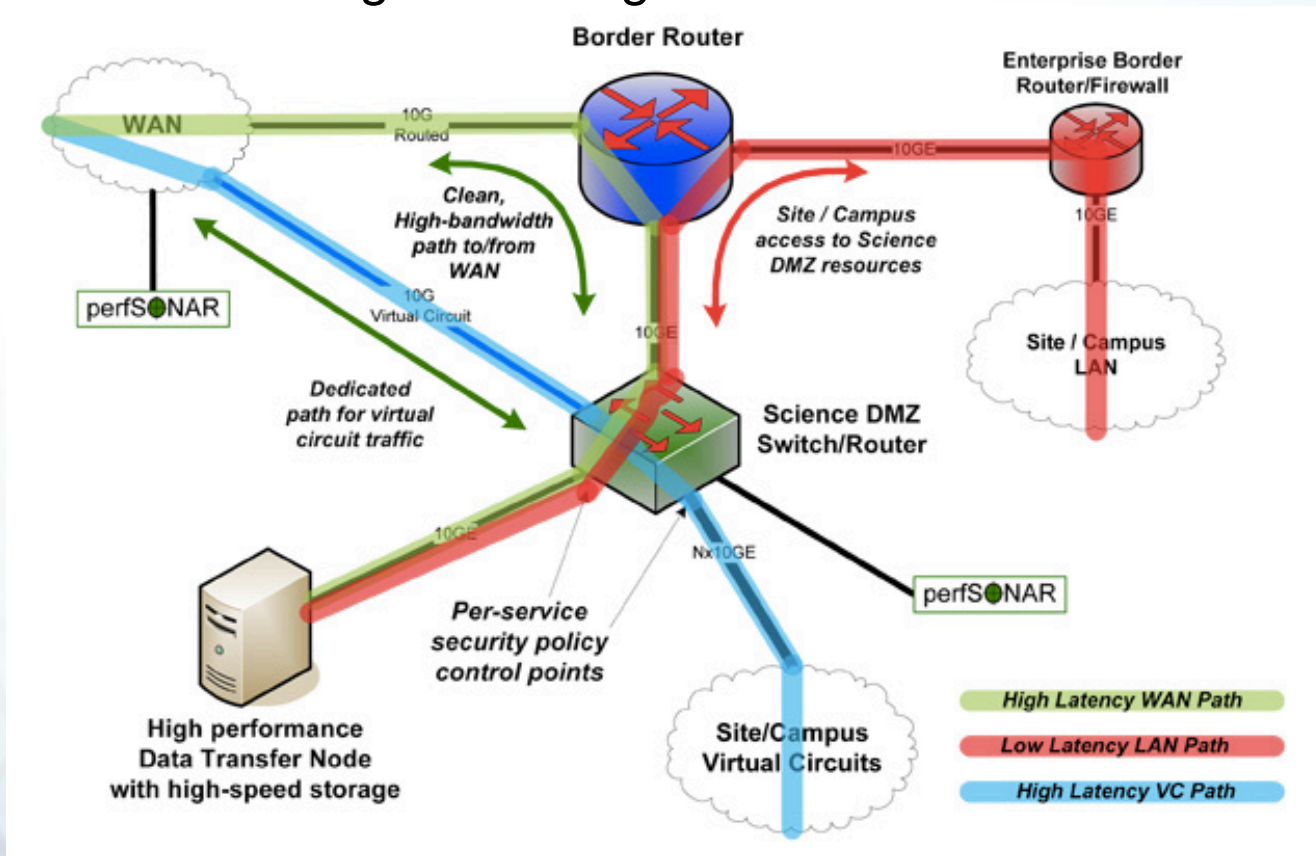 Border Router
Enterprise Border
Router/Firewall
WAN
10G
Routed
10GE
10GE
Clean,
High-bandwidth
path to/from
WAN
Site / Campus
access to Science
DMZ resources
perfSONAR
10G
Virtual Circuit
10GE
Site / Campus
LAN
Dedicated
path for virtual
circuit traffic
Science DMZ
Switch/Router
10GE
Nx10GE
perfSONAR
Per-service
security policy
control points
High performance
Data Transfer Node
with high-speed storage
Site/Campus
Virtual Circuits
High Latency WAN Path
Low Latency LAN Path
High Latency VC Path